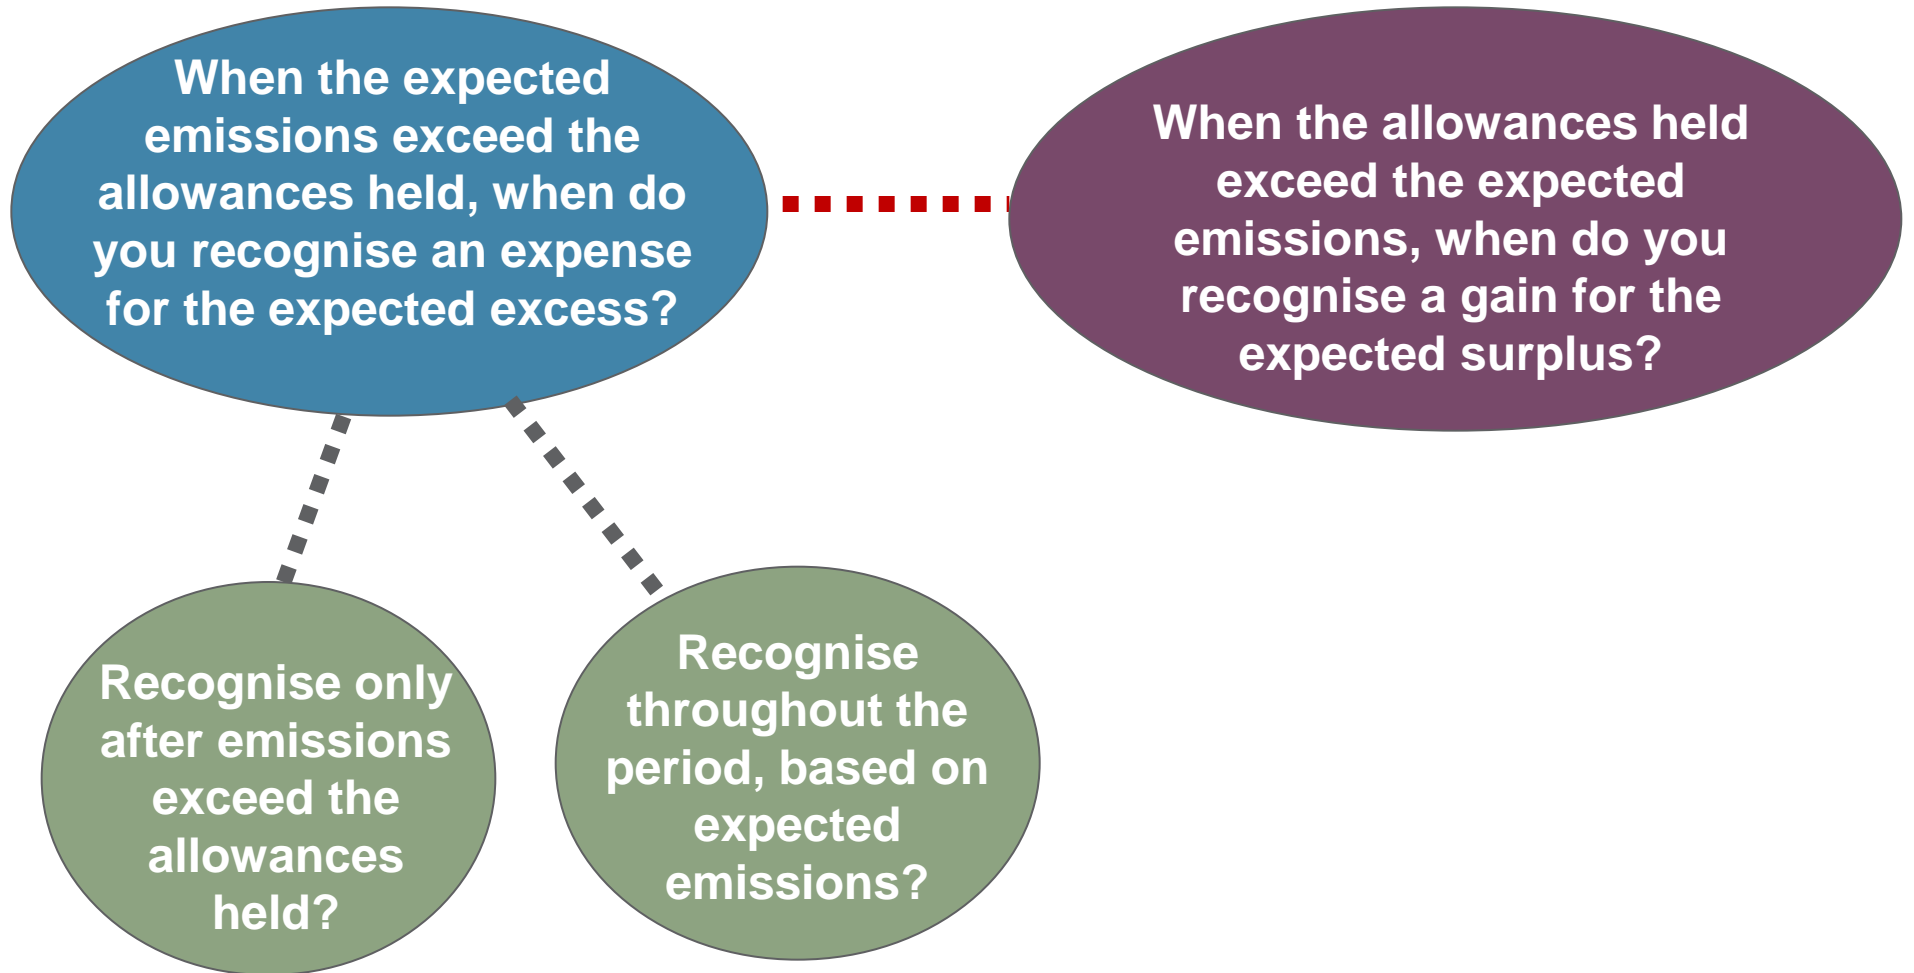 When the expected
emissions exceed the
allowances held, when do
you recognise an expense
for the expected excess?
When the allowances held
exceed the expected
emissions, when do you
recognise a gain for the
expected surplus?
Recognise only
after emissions
exceed the
allowances
held?
Recognise
throughout the
period, based on
expected
emissions?